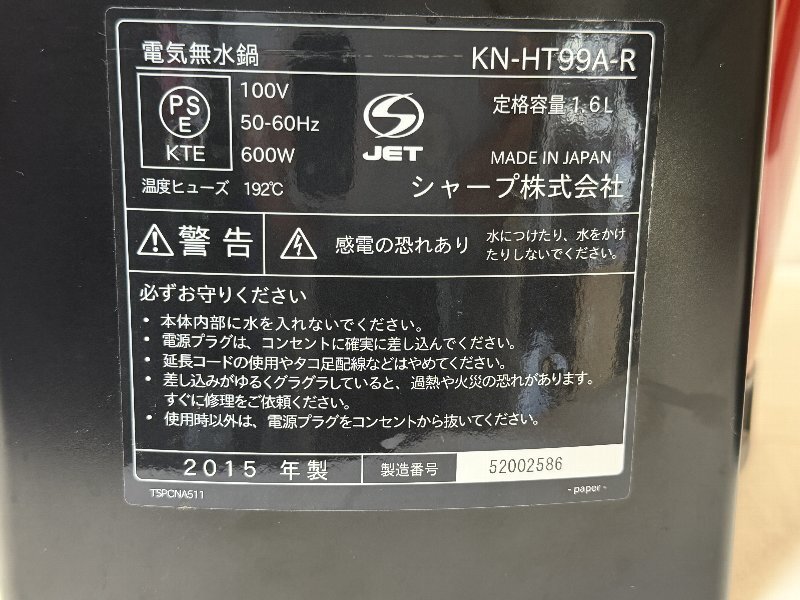 電気無水鍋 KN-HT99A-R
PS E
KTE
100V
50-60Hz
600W
S
JET
定格容量 1.6L
MADE IN JAPAN
温度ヒューズ 192℃ シャープ株式会社
警告 感電の恐れあり 水につけたり、水をかけ
たりしないでください。
必ずお守りください
・本体内部に水を入れないでください。
・電源プラグは、コンセントに確実に差し込んでください。
・延長コードの使用やタコ足配線などはやめてください。
・差し込みがゆるくグラグラしていると、過熱や火災の恐れがあります。
すぐに修理をご依頼ください。
・使用時以外は、電源プラグをコンセントから抜いてください。
2015 年製 製造番号 52002586
TSPCNA511 - paper -